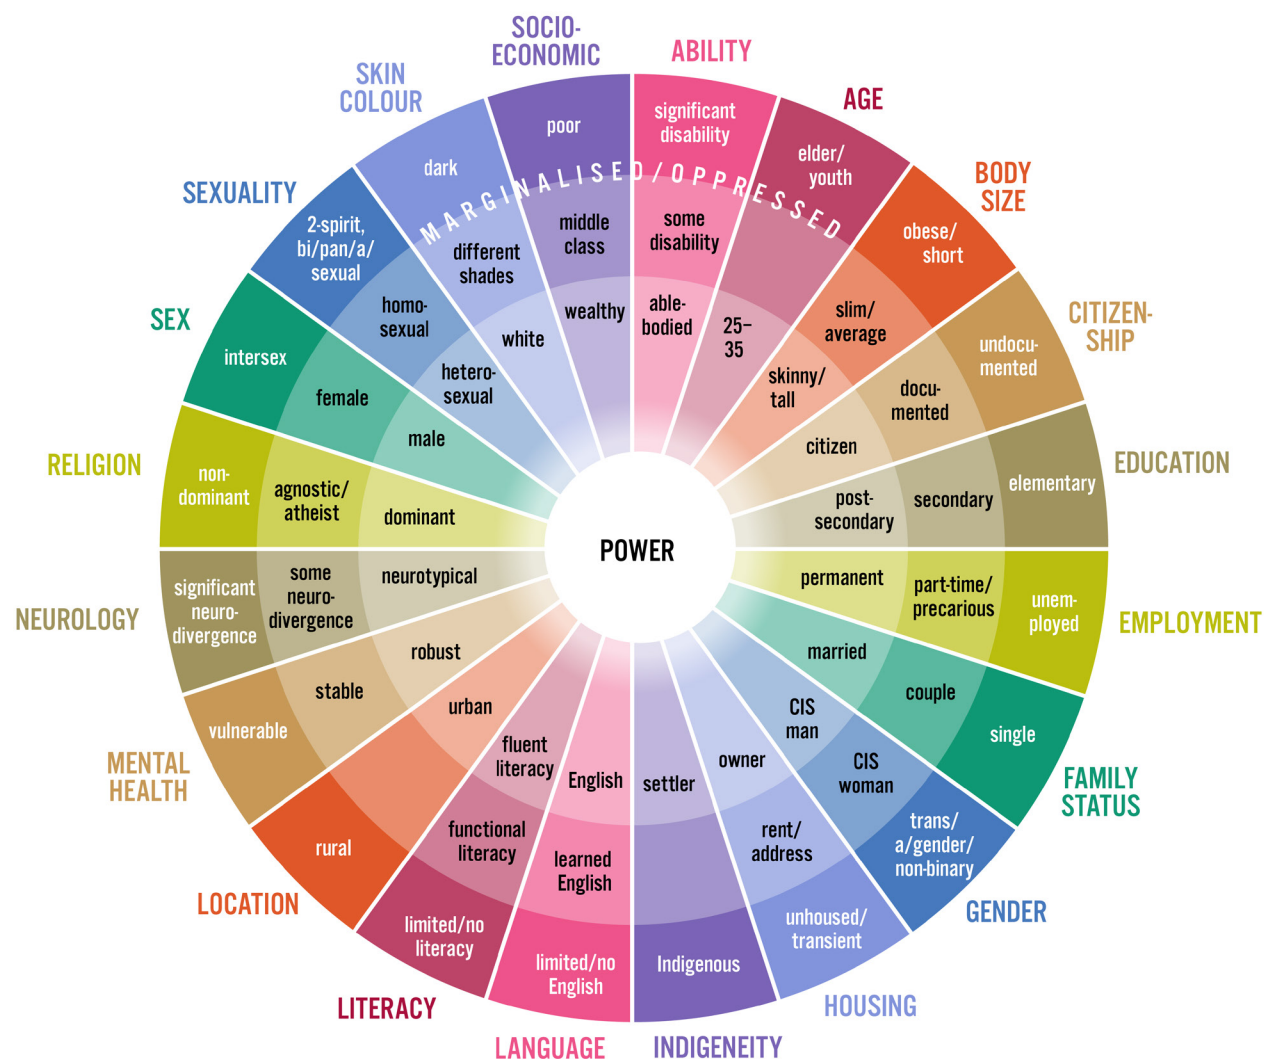 SOCIO-
ECONOMIC
poor
middle
class
wealthy
ABILITY
significant
disability
some
disability
able-
bodied
AGE
elder/
youth
25–
35
BODY
SIZE
obese/
short
slim/
average
skinny/
tall
CITIZEN-
SHIP
undocu-
mented
docu-
mented
citizen
EDUCATION
elementary
secondary
post-
secondary
EMPLOYMENT
unem-
ployed
part-time/
precarious
permanent
FAMILY
STATUS
single
couple
married
GENDER
trans/
a/gender/
non-binary
CIS
woman
CIS
man
HOUSING
unhoused/
transient
rent/
address
owner
INDIGENEITY
Indigenous
settler
LANGUAGE
limited/no
English
learned
English
English
LITERACY
limited/no
literacy
functional
literacy
fluent
literacy
LOCATION
rural
urban
MENTAL
HEALTH
vulnerable
stable
robust
NEUROLOGY
significant
neuro-
divergence
some
neuro-
divergence
neurotypical
RELIGION
non-
dominant
agnostic/
atheist
dominant
SEX
intersex
female
male
SEXUALITY
2-spirit,
bi/pan/a/
sexual
homo-
sexual
hetero-
sexual
SKIN
COLOUR
dark
different
shades
white
MARGINALISED/OPPRESSED
POWER